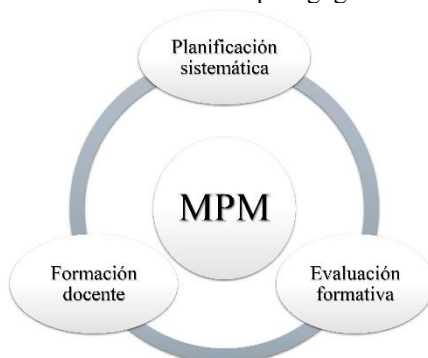 Planificación
sistemática
MPM
Formación
docente
Evaluación
formativa